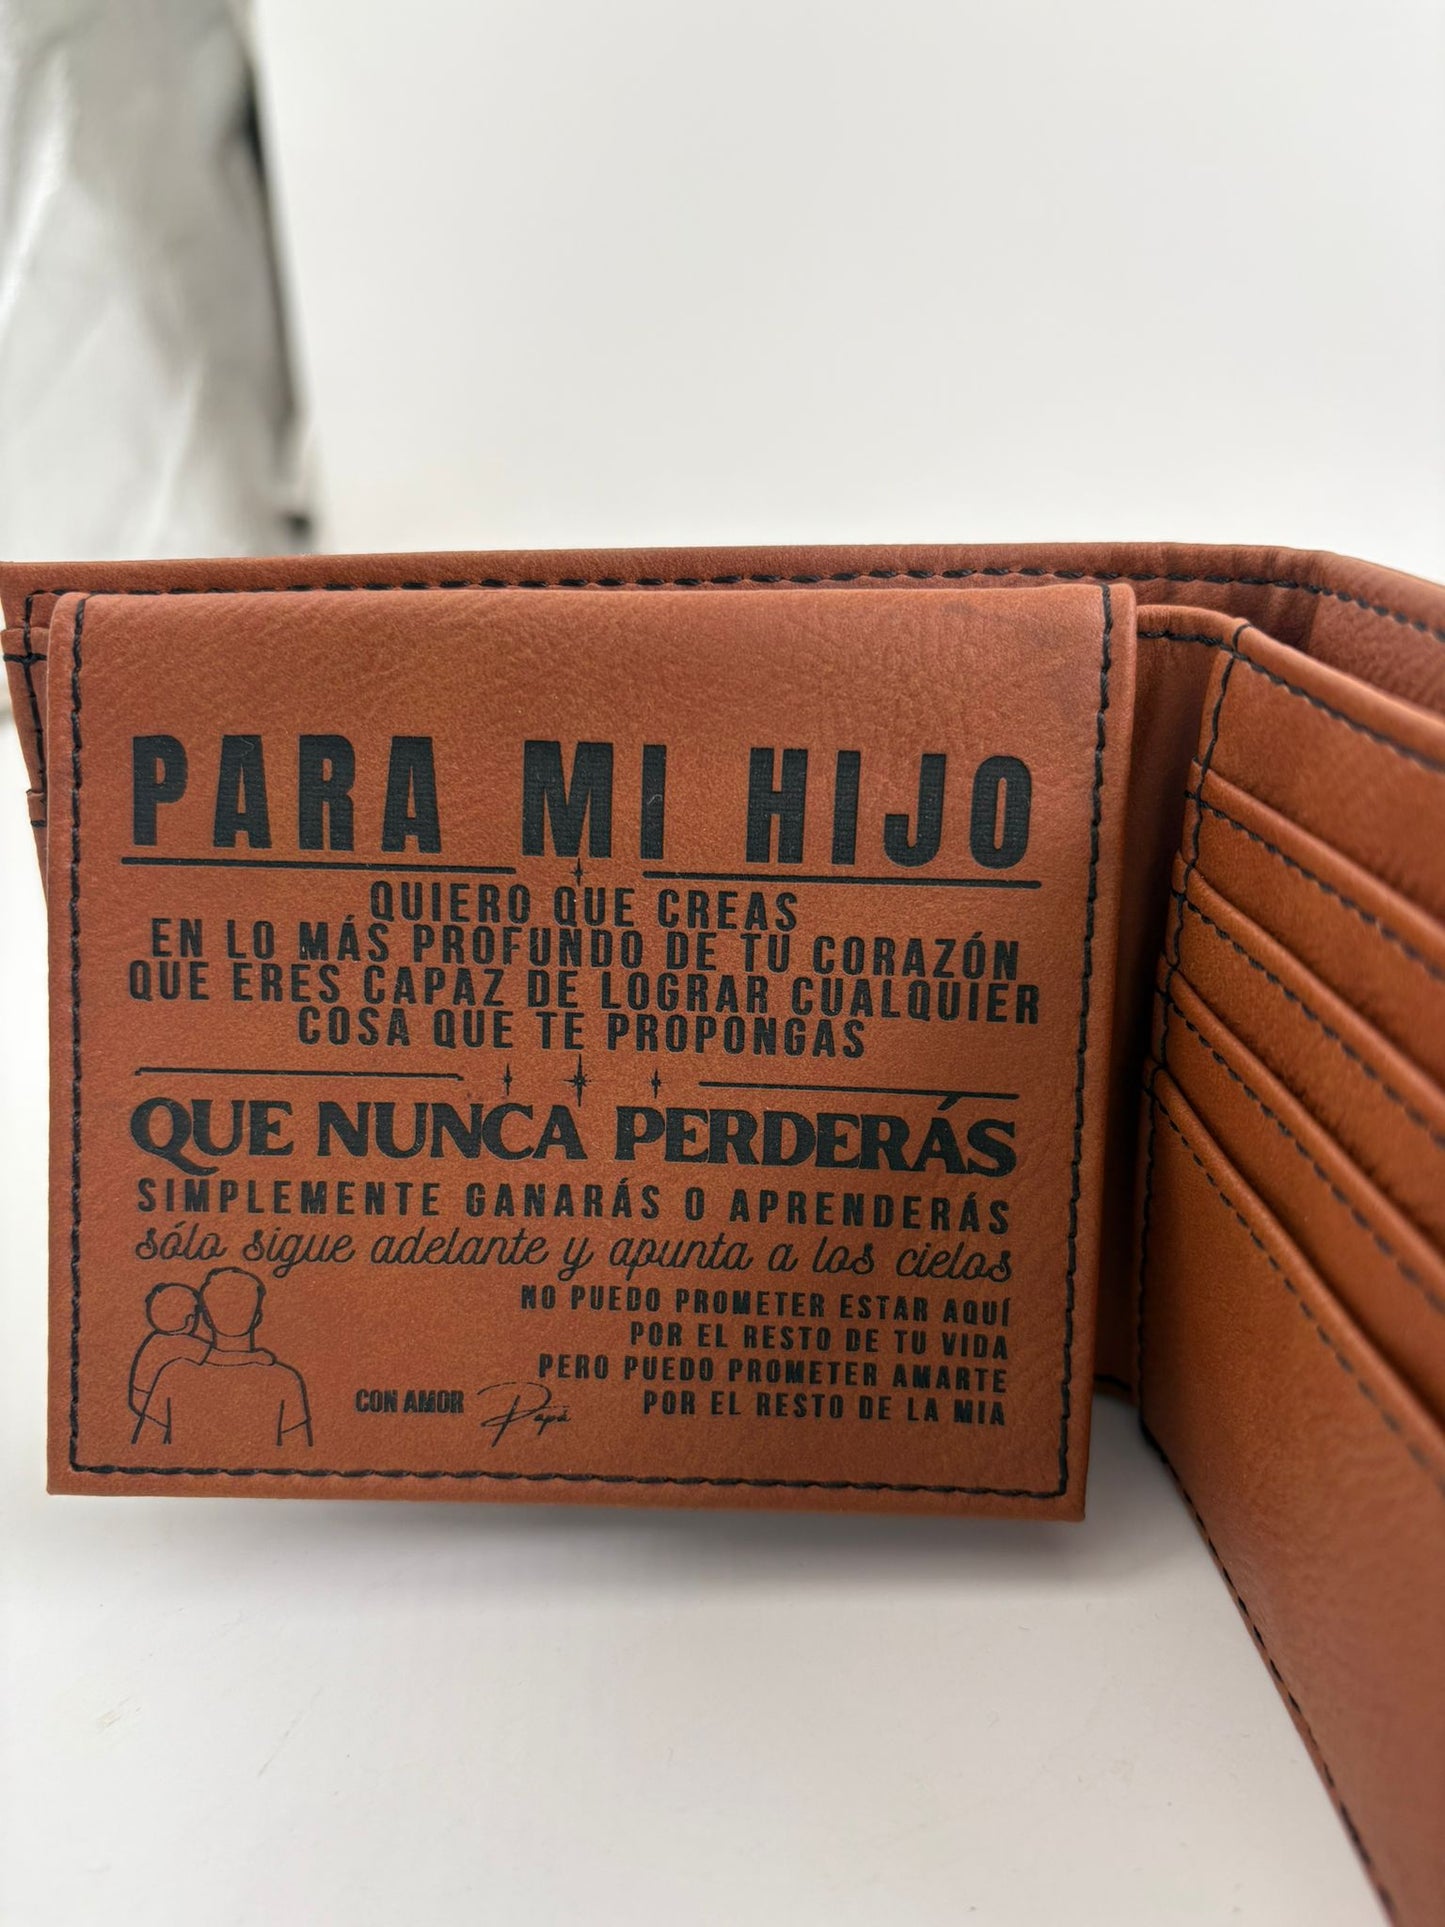 PARA MI HIJO
QUIERO QUE CREAS
EN LO MÁS PROFUNDO DE TU CORAZÓN
QUE ERES CAPAZ DE LOGRAR CUALQUIER
COSA QUE TE PROPONGAS
QUE NUNCA PERDERÁS
SIMPLEMENTE GANARÁS O APRENDERÁS
sólo sigue adelante y apunta a los cielos
NO PUEDO PROMETER ESTAR AQUÍ
POR EL RESTO DE TU VIDA
PERO PUEDO PROMETER AMARTE
POR EL RESTO DE LA MIA
CON AMOR Papá